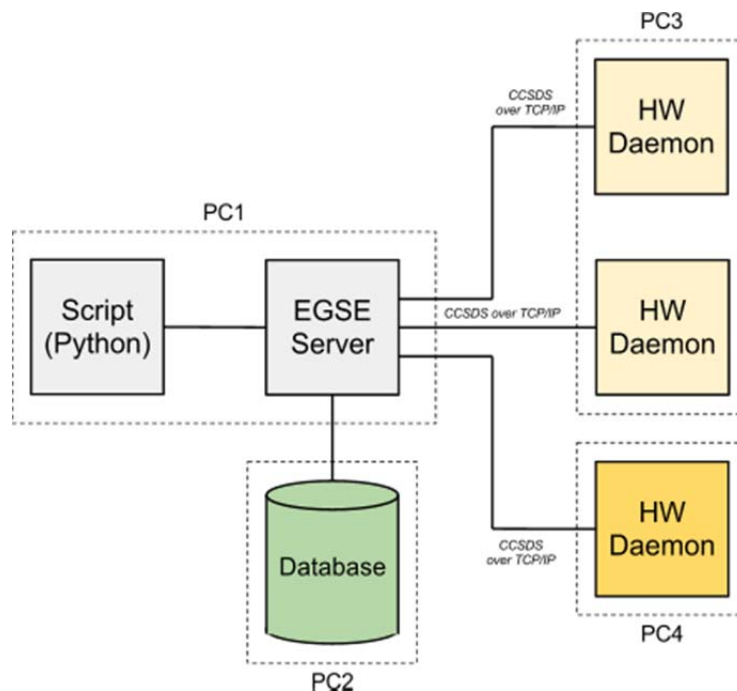 PC3
CCSDS
over TCP/IP
HW
Daemon
PC1
Script
(Python)
EGSE
Server
CCSDS over TCP/IP
HW
Daemon
Database
PC2
CCSDS
over TCP/IP
HW
Daemon
PC4